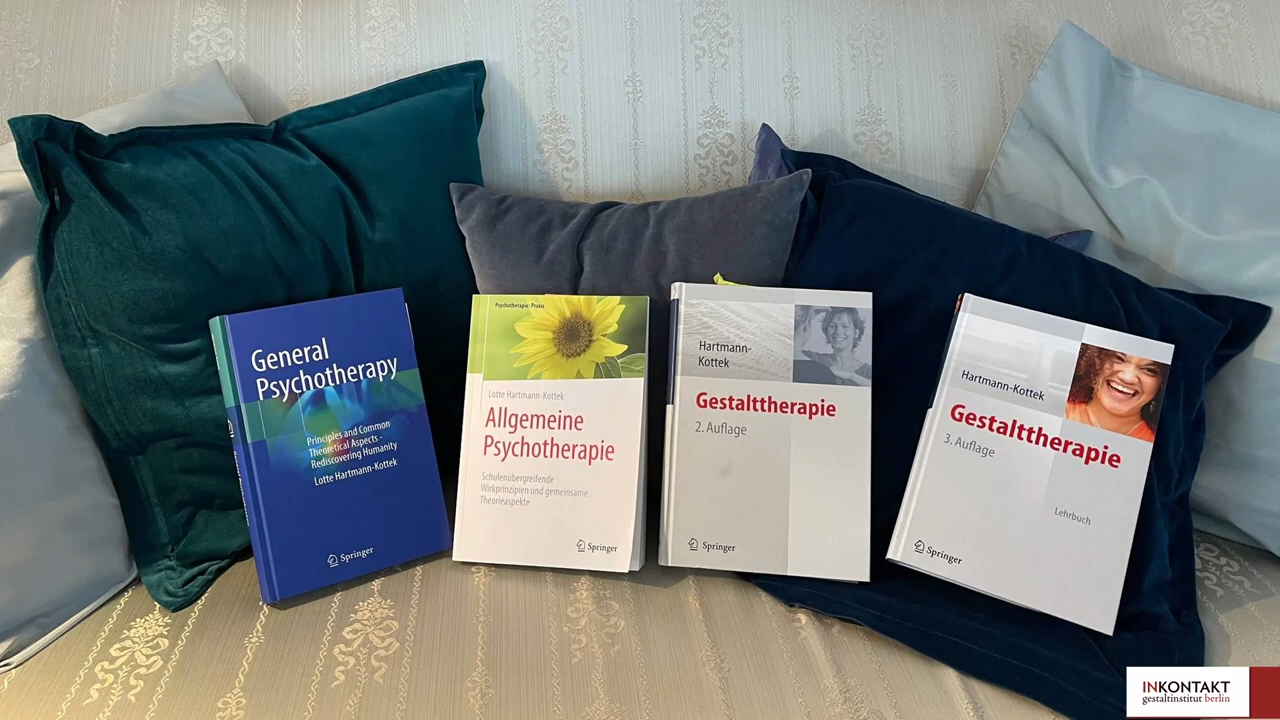 General
Psychotherapy
Principles and Common
Theoretical Aspects -
Rediscovering Humanity
Lotte Hartmann-Kottek
Springer
Psychotherapie: Praxis
Lotte Hartmann-Kottek
Allgemeine
Psychotherapie
Schulenübergreifende
Wirkprinzipien und gemeinsame
Theorieaspekte
Springer
Hartmann-
Kottek
Gestalttherapie
2. Auflage
Springer
Hartmann-Kottek
Gestalttherapie
3. Auflage
Lehrbuch
Springer
INKONTAKT
gestaltinstitut berlin